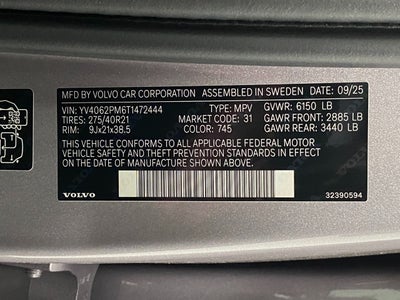 MFD BY VOLVO CAR CORPORATION ASSEMBLED IN SWEDEN 09/25
VIN: YV4062PM6T1472444 TYPE: MPV GVWR: 6150 LB
TIRES: 275/40R21 MARKET CODE: 31 GAWR FRONT: 2885 LB
RIM: 9Jx21x38.5 COLOR: 745 GAWR REAR: 3440 LB
THIS VEHICLE CONFORMS TO ALL APPLICABLE FEDERAL MOTOR
VEHICLE SAFETY AND THEFT PREVENTION STANDARDS IN EFFECT
ON THE DATE OF MANUFACTURE SHOWN ABOVE.
VOLVO 32390594